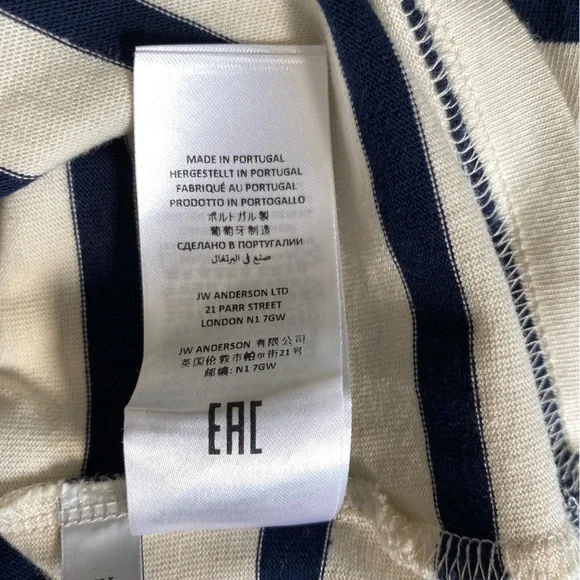 MADE IN PORTUGAL
HERGESTELLT IN PORTUGAL
FABRIQUÉ AU PORTUGAL
PRODOTTO IN PORTOGALLO
ポルトガル製
葡萄牙制造
СДЕЛАНО В ПОРТУГАЛИИ
صنع في البرتغال
JW ANDERSON LTD
21 PARR STREET
LONDON N1 7GW
JW ANDERSON 有限公司
英国伦敦市帕尔街21号
邮编: N1 7GW
EAC